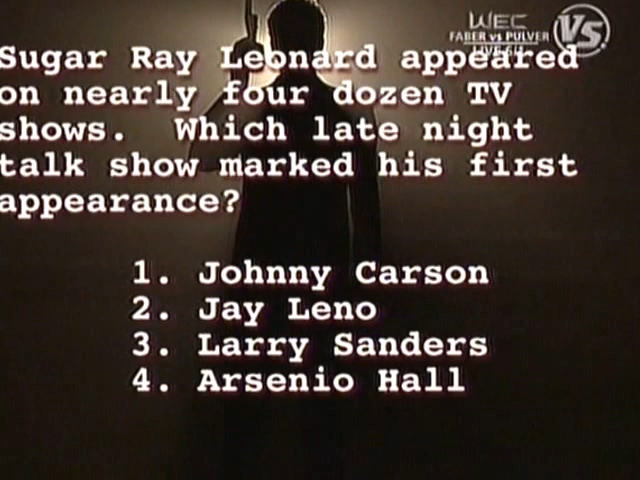 WEC
FABER vs PULVER
VS.
Sugar Ray Leonard appeared
on nearly four dozen TV
shows. Which late night
talk show marked his first
appearance?
1. Johnny Carson
2. Jay Leno
3. Larry Sanders
4. Arsenio Hall